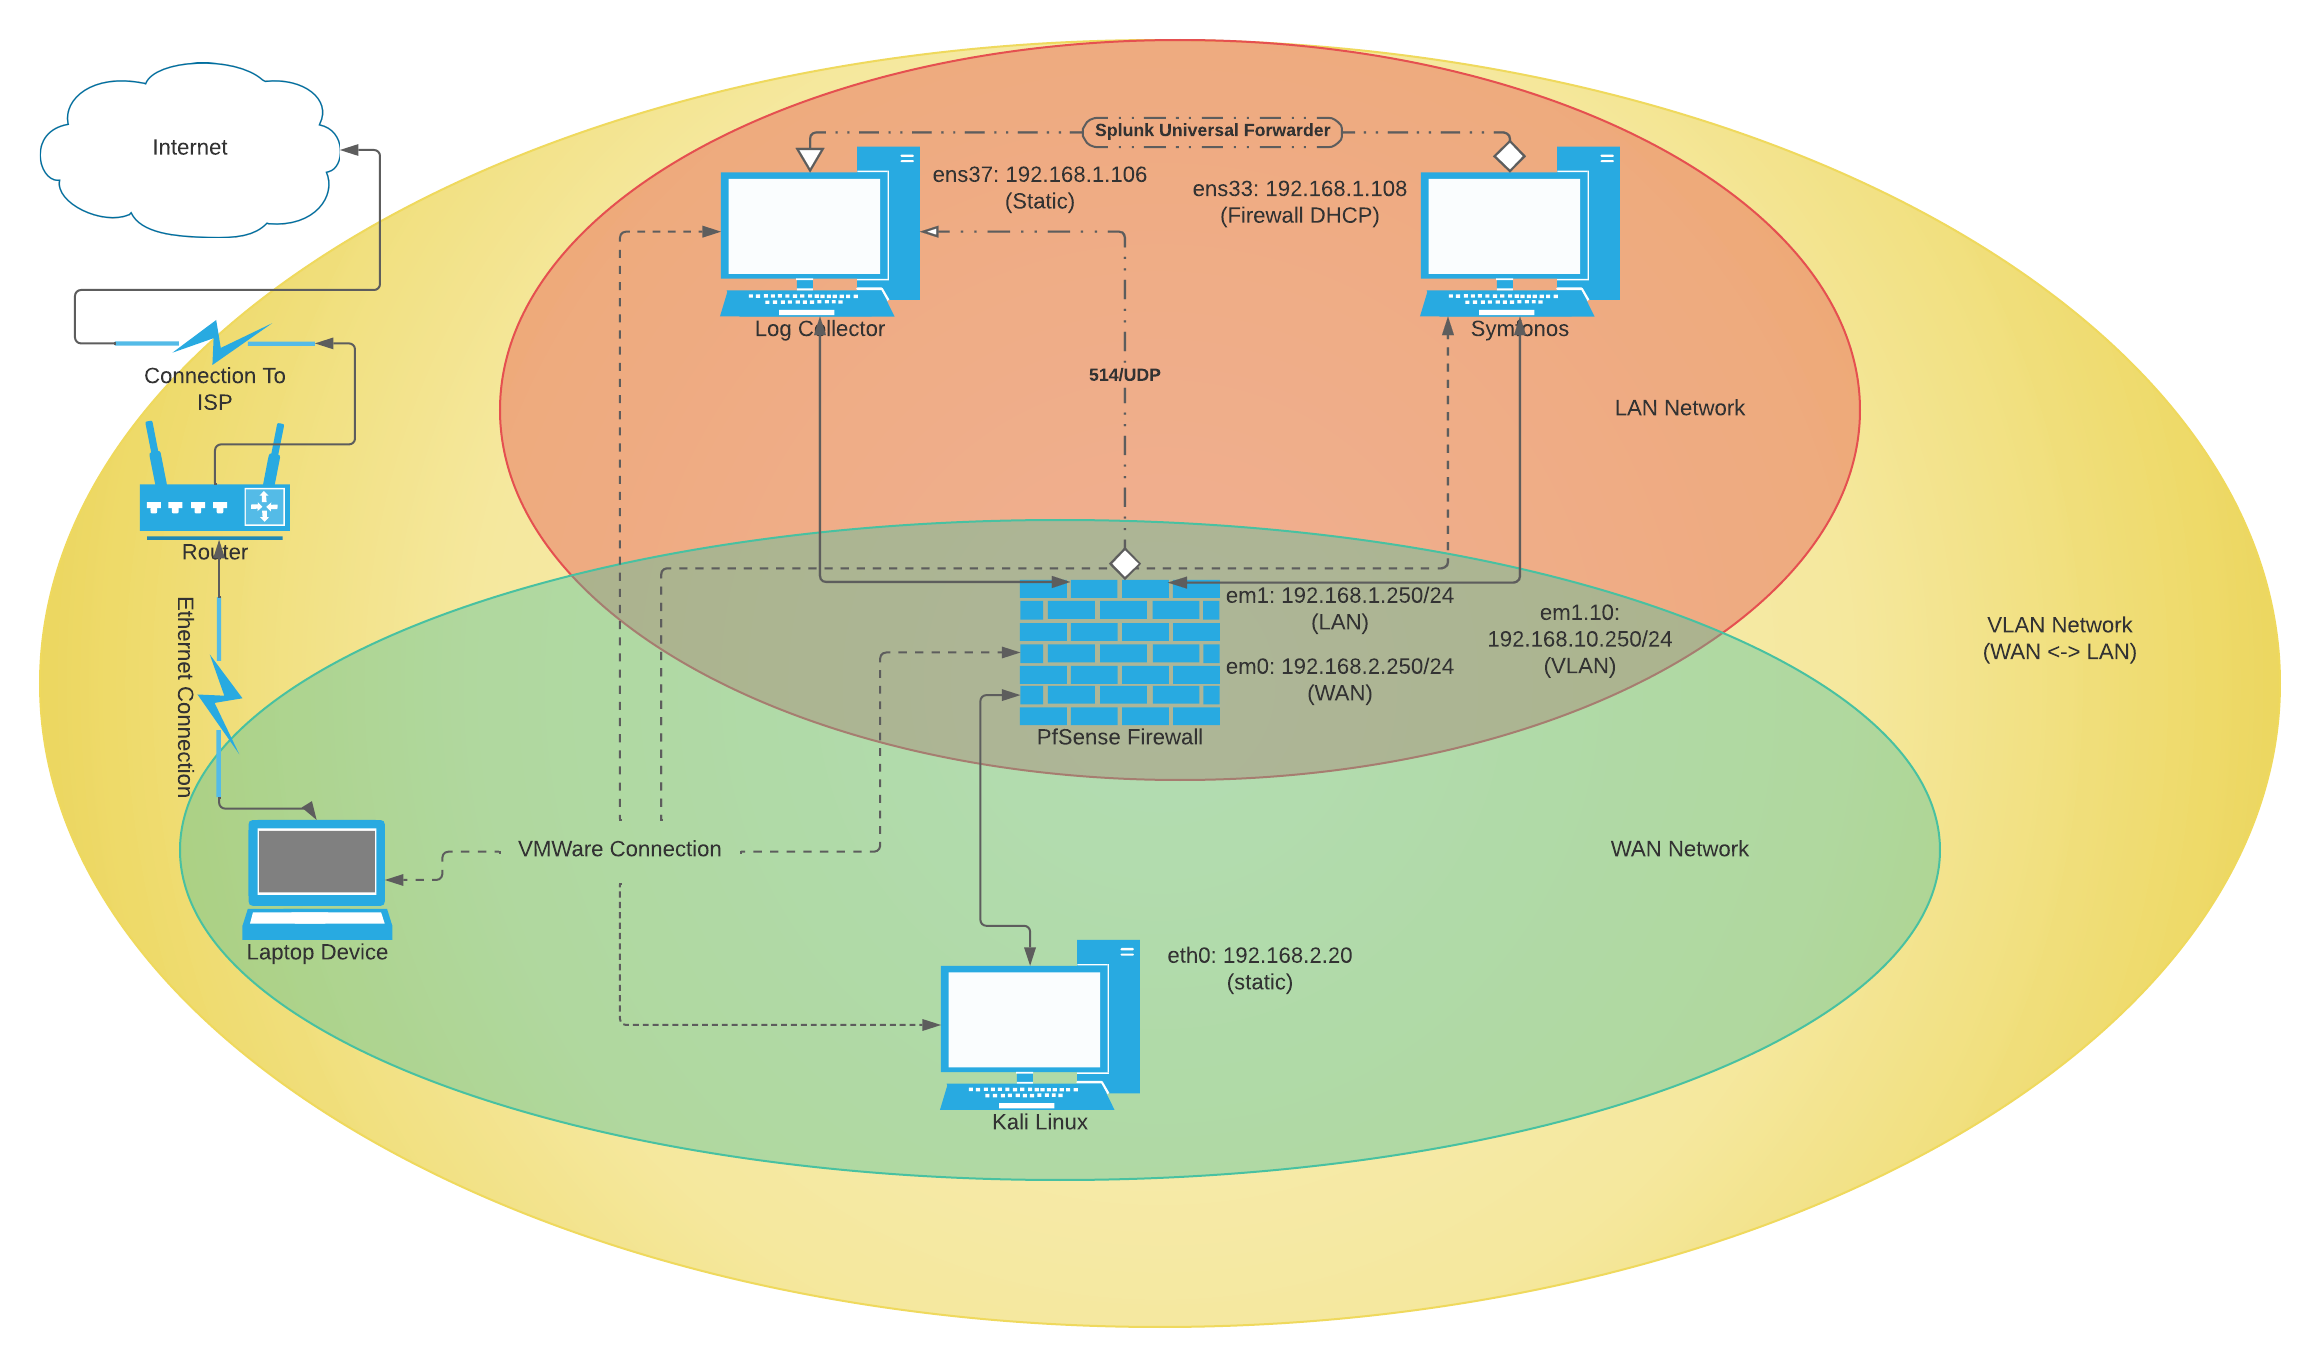 Internet
Splunk Universal Forwarder
ens37: 192.168.1.106
(Static)
ens33: 192.168.1.108
(Firewall DHCP)
Log Collector
Symfonos
Connection To
ISP
514/UDP
LAN Network
Router
Ethernet Connection
em1: 192.168.1.250/24
(LAN)
em1.10:
192.168.10.250/24
(VLAN)
VLAN Network
(WAN <-> LAN)
em0: 192.168.2.250/24
(WAN)
PfSense Firewall
VMWare Connection
WAN Network
Laptop Device
eth0: 192.168.2.20
(static)
Kali Linux